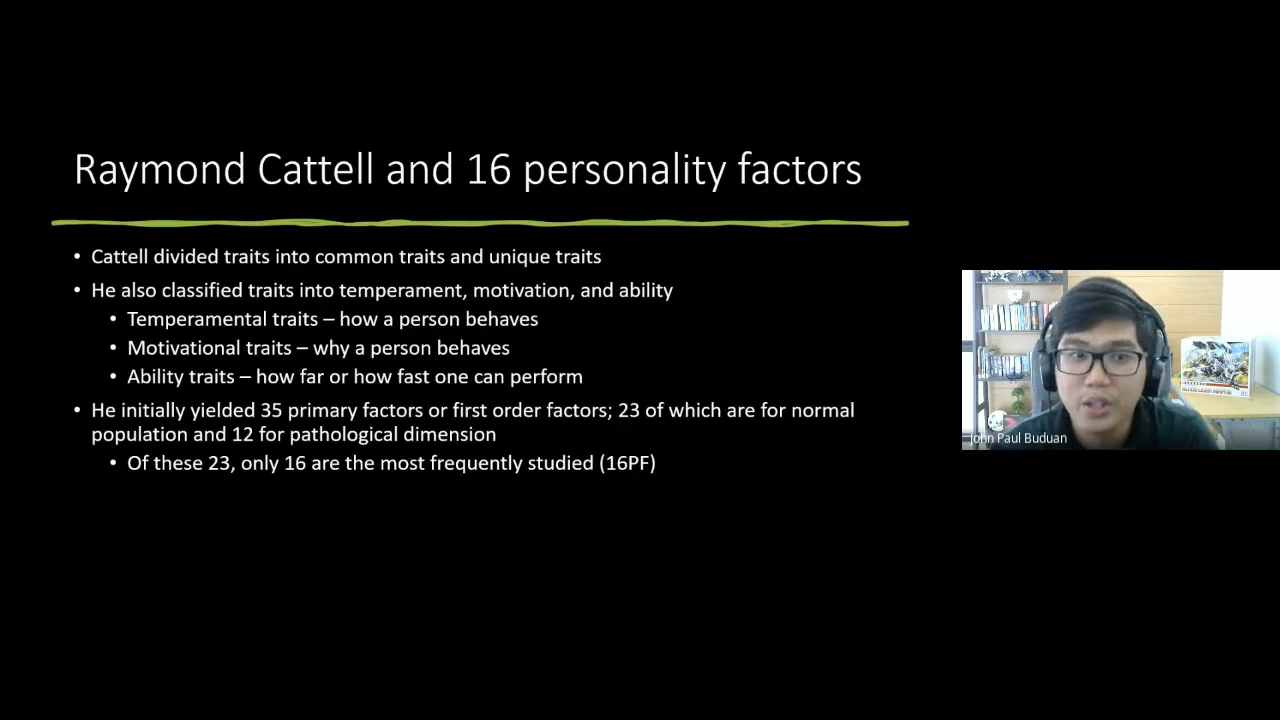 Raymond Cattell and 16 personality factors
• Cattell divided traits into common traits and unique traits
• He also classified traits into temperament, motivation, and ability
• Temperamental traits – how a person behaves
• Motivational traits – why a person behaves
• Ability traits – how far or how fast one can perform
• He initially yielded 35 primary factors or first order factors; 23 of which are for normal
population and 12 for pathological dimension
• Of these 23, only 16 are the most frequently studied (16PF)
John Paul Buduan